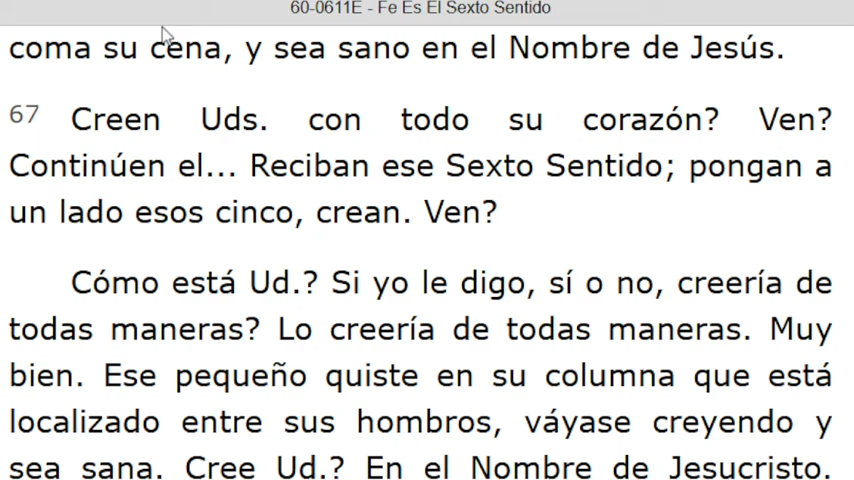 60-0611E - Fe Es El Sexto Sentido
coma su cena, y sea sano en el Nombre de Jesús.
67 Creen Uds. con todo su corazón? Ven?
Continúen el... Reciban ese Sexto Sentido; pongan a
un lado esos cinco, crean. Ven?
Cómo está Ud.? Si yo le digo, sí o no, creería de
todas maneras? Lo creería de todas maneras. Muy
bien. Ese pequeño quiste en su columna que está
localizado entre sus hombros, váyase creyendo y
sea sana. Cree Ud.? En el Nombre de Jesucristo.